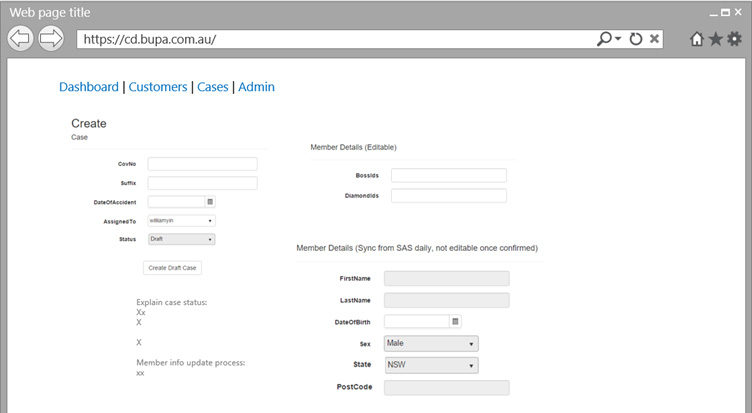 Web page title
https://cd.bupa.com.au/
Dashboard | Customers | Cases | Admin
Create
Case
CovNo
Suffix
DateOfAccident
AssignedTo williamyin
Status Draft
Create Draft Case
Explain case status:
Xx
X
X
Member info update process:
xx
Member Details (Editable)
BossIds
DiamondIds
Member Details (Sync from SAS daily, not editable once confirmed)
FirstName
LastName
DateOfBirth
Sex Male
State NSW
PostCode